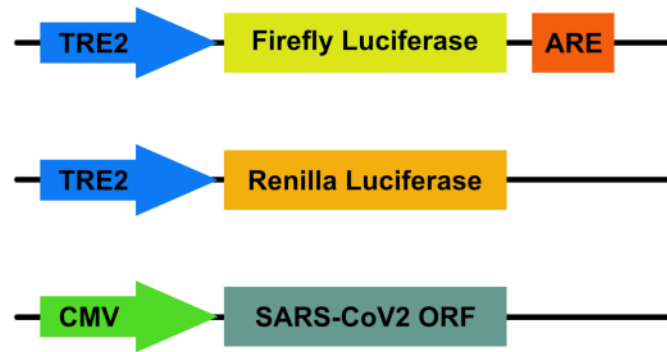 TRE2 Firefly Luciferase ARE
TRE2 Renilla Luciferase
CMV SARS-CoV2 ORF